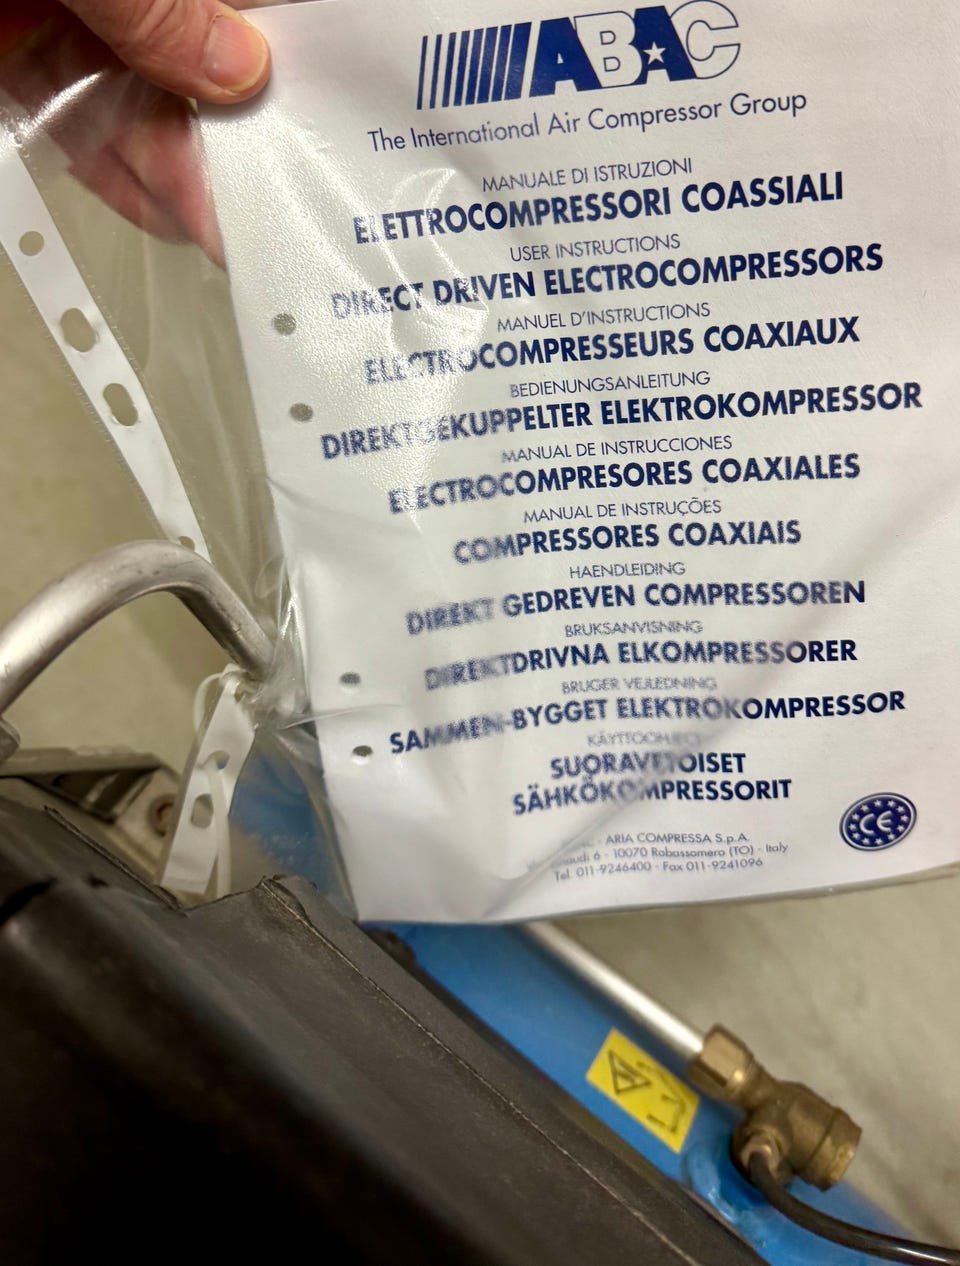 ABAC
The International Air Compressor Group
MANUALE DI ISTRUZIONI
ELETTROCOMPRESSORI COASSIALI
USER INSTRUCTIONS
DIRECT DRIVEN ELECTROCOMPRESSORS
MANUEL D'INSTRUCTIONS
ELECTROCOMPRESSEURS COAXIAUX
BEDIENUNGSANLEITUNG
DIREKTGEKUPPELTER ELEKTROKOMPRESSOR
MANUAL DE INSTRUCCIONES
ELECTROCOMPRESORES COAXIALES
MANUAL DE INSTRUÇÕES
COMPRESSORES COAXIAIS
HAENDLEIDING
DIREKT GEDREVEN COMPRESSOREN
BRUKSANVISNING
DIREKTDRIVNA ELKOMPRESSORER
BRUGER VEJLEDNING
SAMMEN-BYGGET ELEKTROKOMPRESSOR
KÄYTTOOHJEET
SUORAVETOISET
SÄHKÖKOMPRESSORIT
CE
- ARIA COMPRESSA S.p.A.
6 - 10070 Robassomero (TO) - Italy
Tel. 011-9246400 - Fax 011-9241096